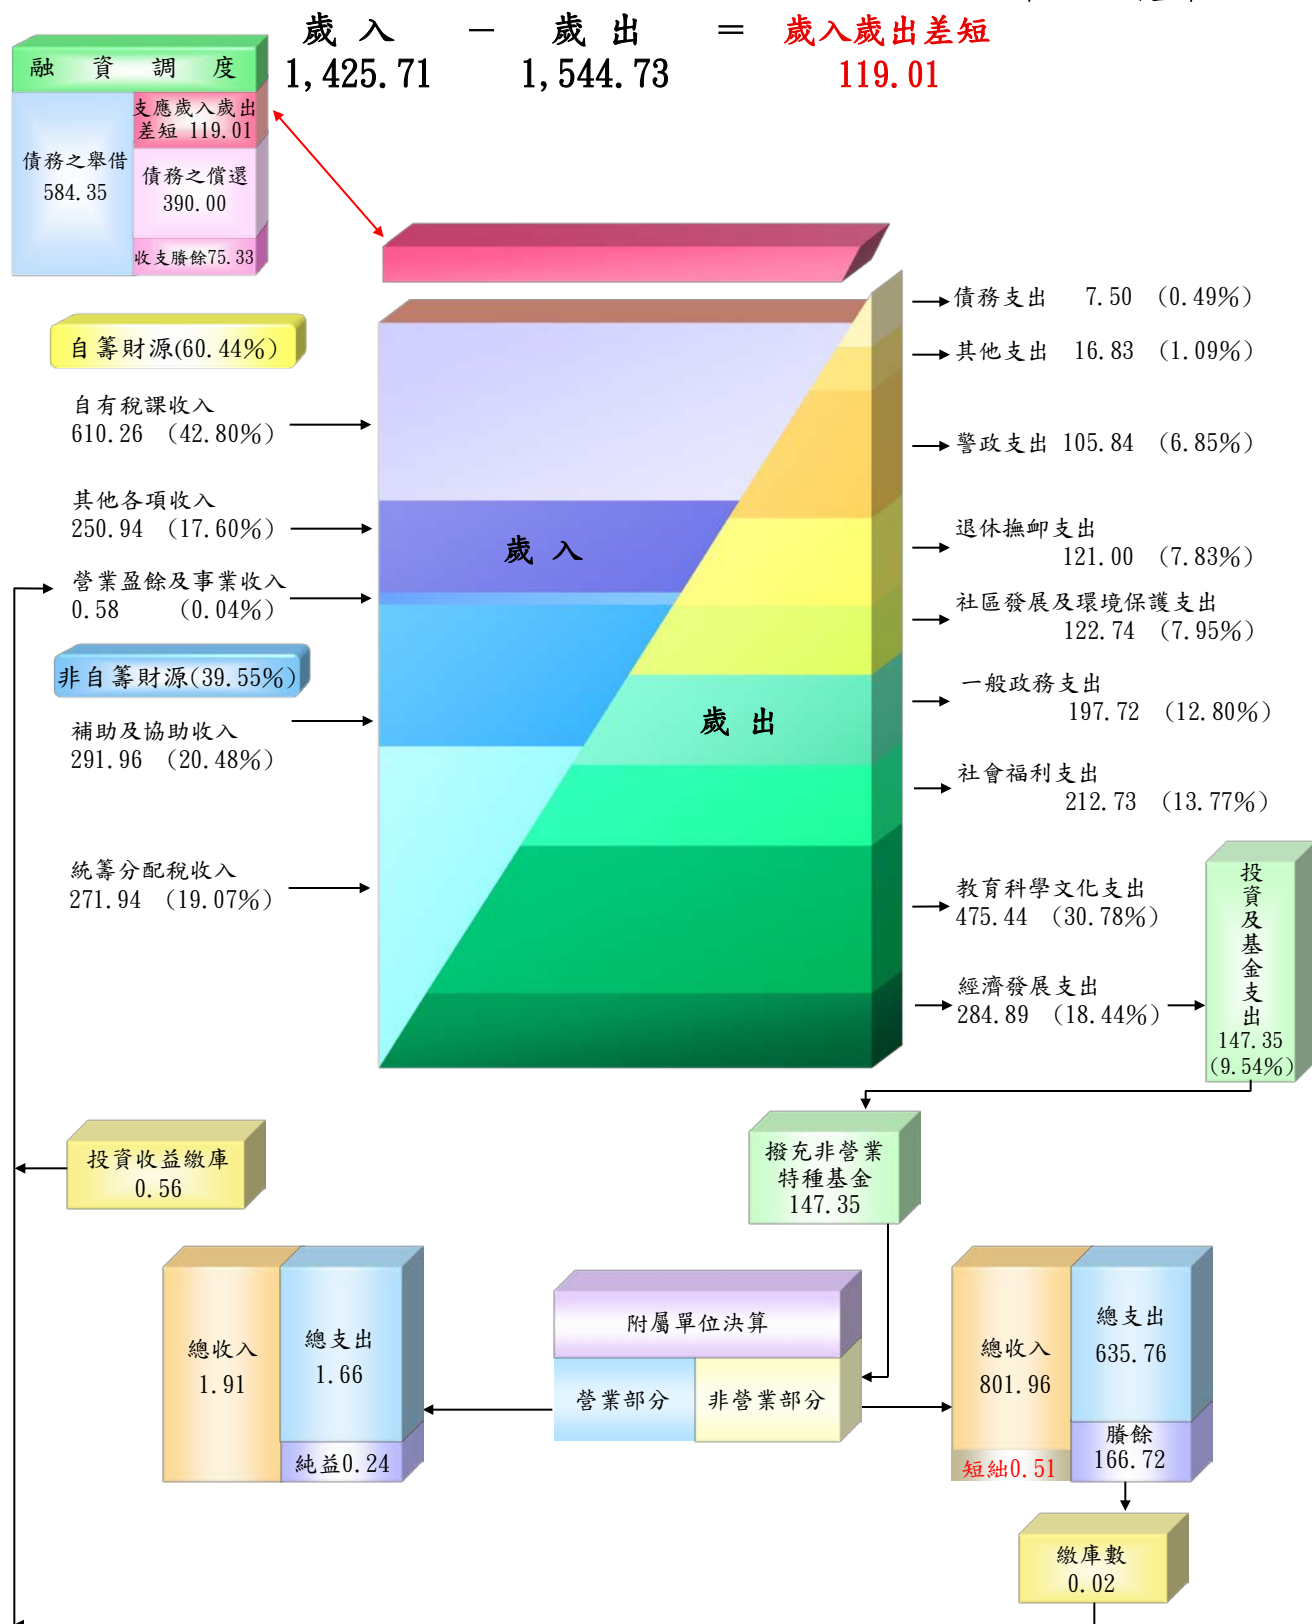 歲入 － 歲出 ＝ 歲入歲出差短
1,425.71 1,544.73 119.01
融資調度
支應歲入歲出
差短 119.01
債務之舉借
584.35
債務之償還
390.00
收支賸餘75.33
自籌財源(60.44%)
自有稅課收入
610.26 (42.80%)
其他各項收入
250.94 (17.60%)
營業盈餘及事業收入
0.58 (0.04%)
非自籌財源(39.55%)
補助及協助收入
291.96 (20.48%)
統籌分配稅收入
271.94 (19.07%)
歲入
歲出
債務支出 7.50 (0.49%)
其他支出 16.83 (1.09%)
警政支出 105.84 (6.85%)
退休撫卹支出
121.00 (7.83%)
社區發展及環境保護支出
122.74 (7.95%)
一般政務支出
197.72 (12.80%)
社會福利支出
212.73 (13.77%)
教育科學文化支出
475.44 (30.78%)
經濟發展支出
284.89 (18.44%)
投資及基金支出
147.35
(9.54%)
投資收益繳庫
0.56
撥充非營業
特種基金
147.35
總收入
1.91
總支出
1.66
純益0.24
附屬單位決算
營業部分
非營業部分
總收入
801.96
短絀0.51
總支出
635.76
賸餘
166.72
繳庫數
0.02